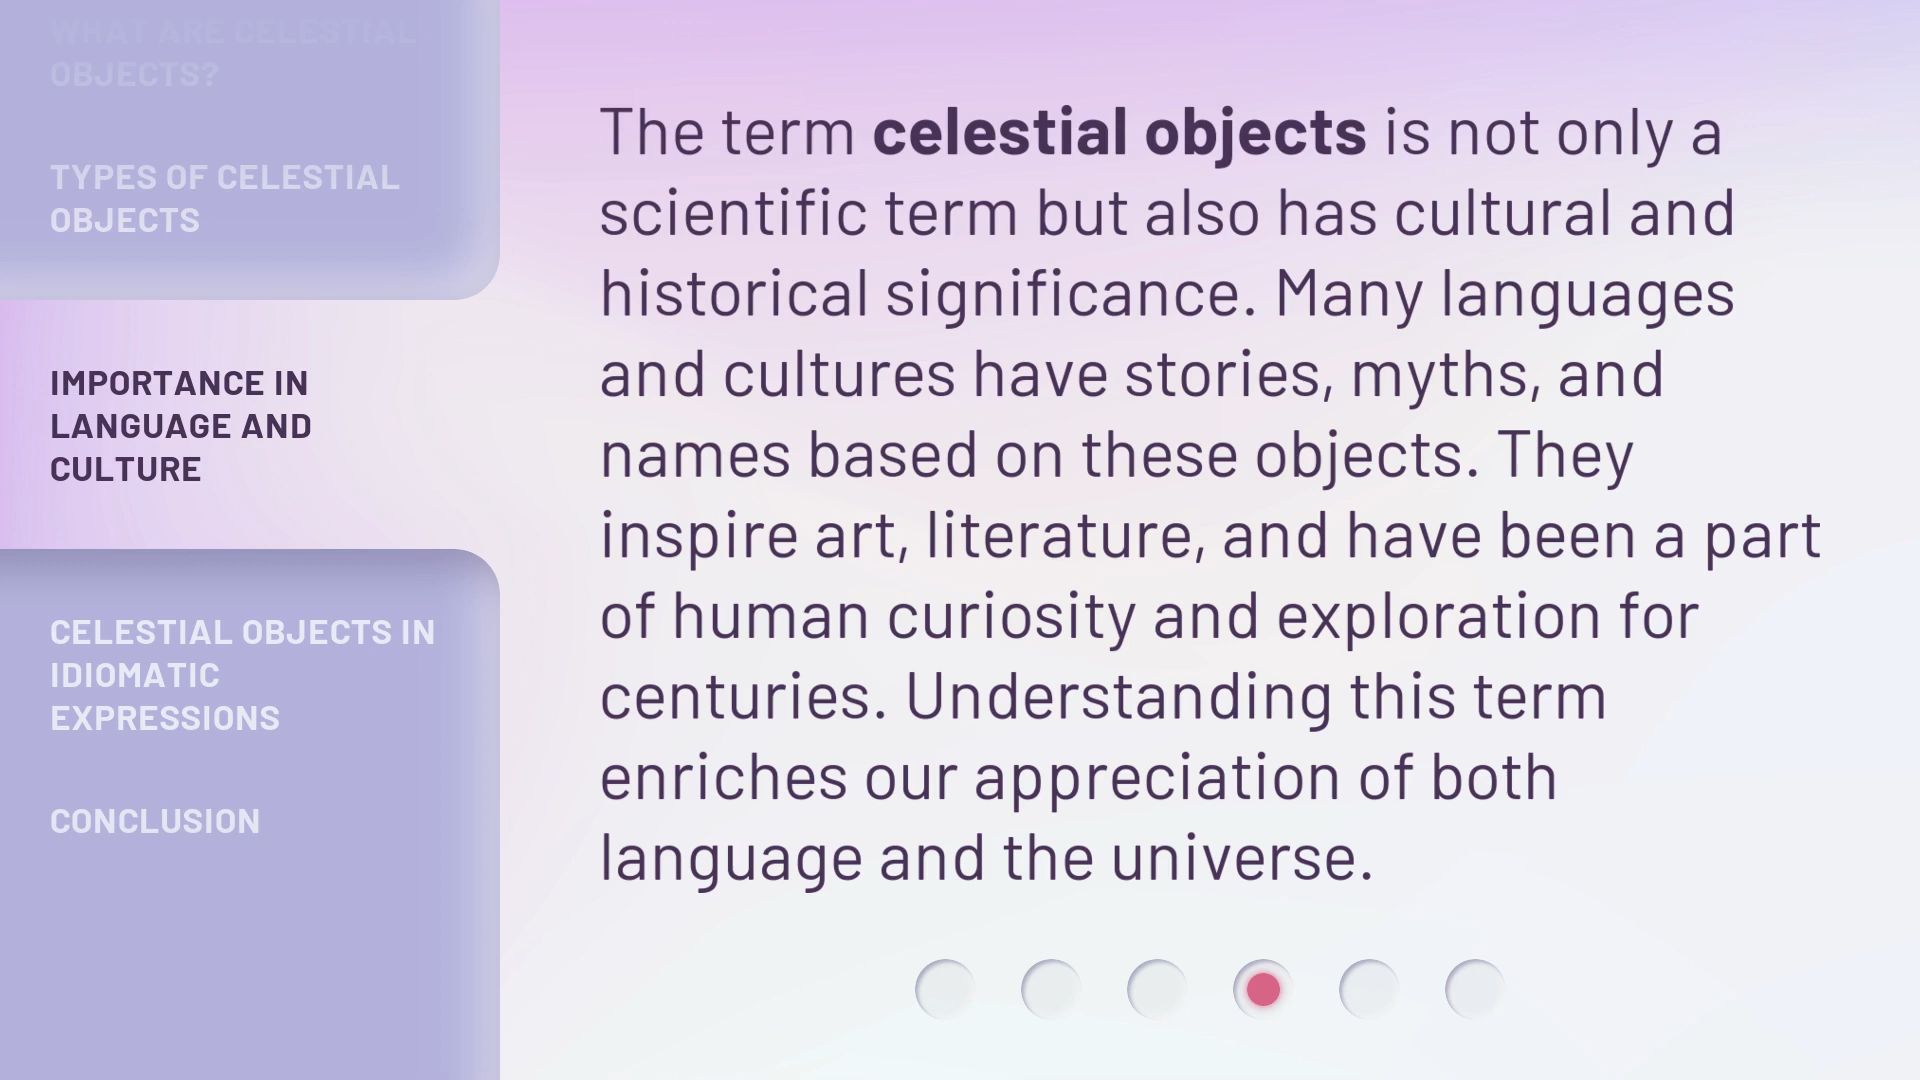 WHAT ARE CELESTIAL
OBJECTS?
TYPES OF CELESTIAL
OBJECTS
IMPORTANCE IN
LANGUAGE AND
CULTURE
CELESTIAL OBJECTS IN
IDIOMATIC
EXPRESSIONS
CONCLUSION
The term celestial objects is not only a
scientific term but also has cultural and
historical significance. Many languages
and cultures have stories, myths, and
names based on these objects. They
inspire art, literature, and have been a part
of human curiosity and exploration for
centuries. Understanding this term
enriches our appreciation of both
language and the universe.